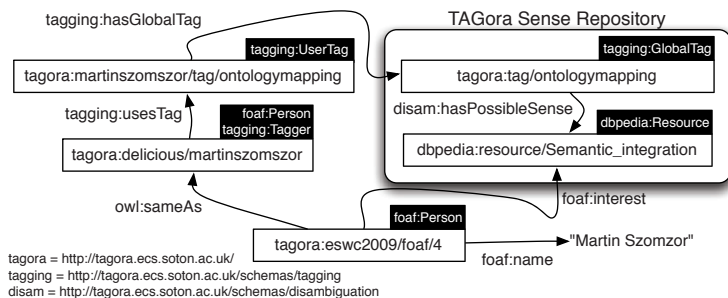 tagging:hasGlobalTag
TAGora Sense Repository
tagging:UserTag
tagora:martinszomszor/tag/ontologymapping
tagging:GlobalTag
tagora:tag/ontologymapping
tagging:usesTag
foaf:Person
tagging:Tagger
tagora:delicious/martinszomszor
disam:hasPossibleSense
dbpedia:Resource
dbpedia:resource/Semantic_integration
owl:sameAs
foaf:interest
foaf:Person
tagora:eswc2009/foaf/4
"Martin Szomzor"
foaf:name
tagora = http://tagora.ecs.soton.ac.uk/
tagging = http://tagora.ecs.soton.ac.uk/schemas/tagging
disam = http://tagora.ecs.soton.ac.uk/schemas/disambiguation